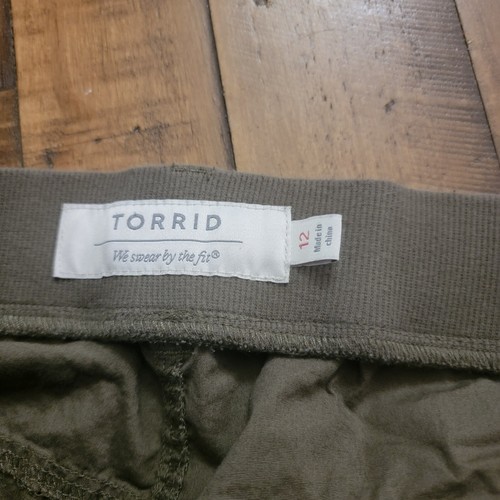 TORRID
We swear by the fit®
12
Made in
china